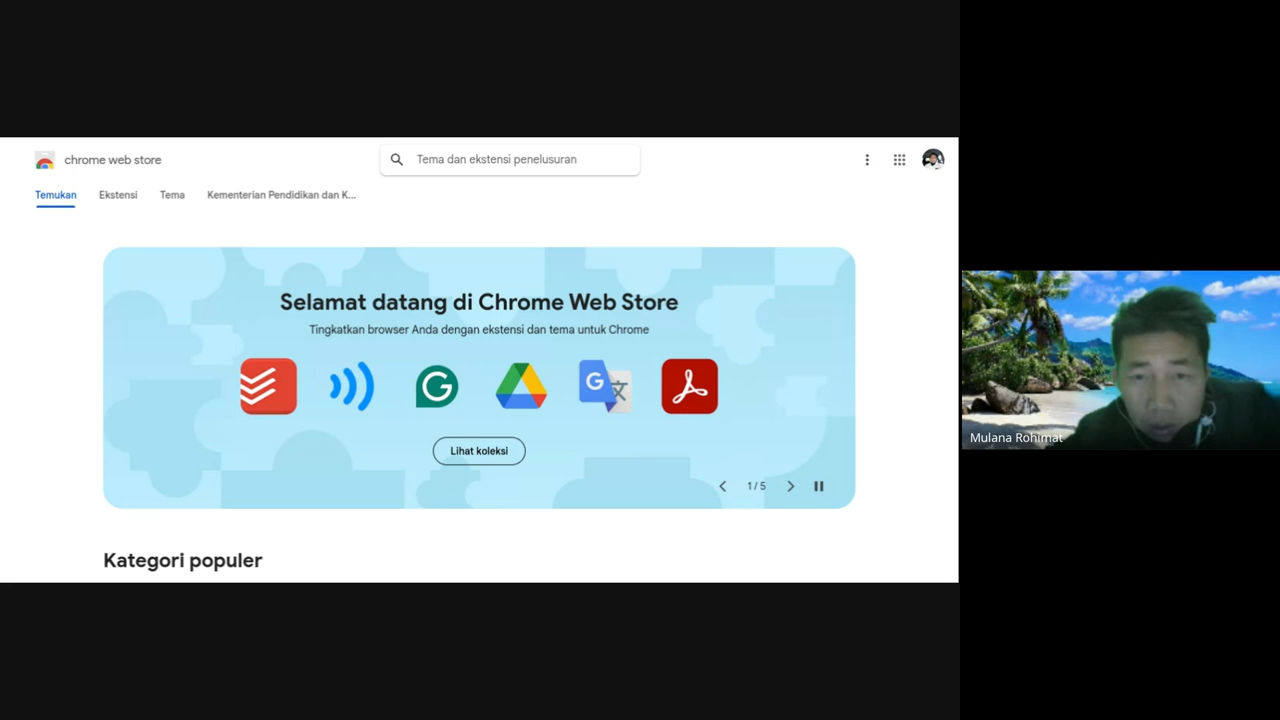 chrome web store
Tema dan ekstensi penelusuran
Temukan
Ekstensi
Tema
Kementerian Pendidikan dan K...
Selamat datang di Chrome Web Store
Tingkatkan browser Anda dengan ekstensi dan tema untuk Chrome
G
G 文
Lihat koleksi
1 / 5
Kategori populer
Mulana Rohimat